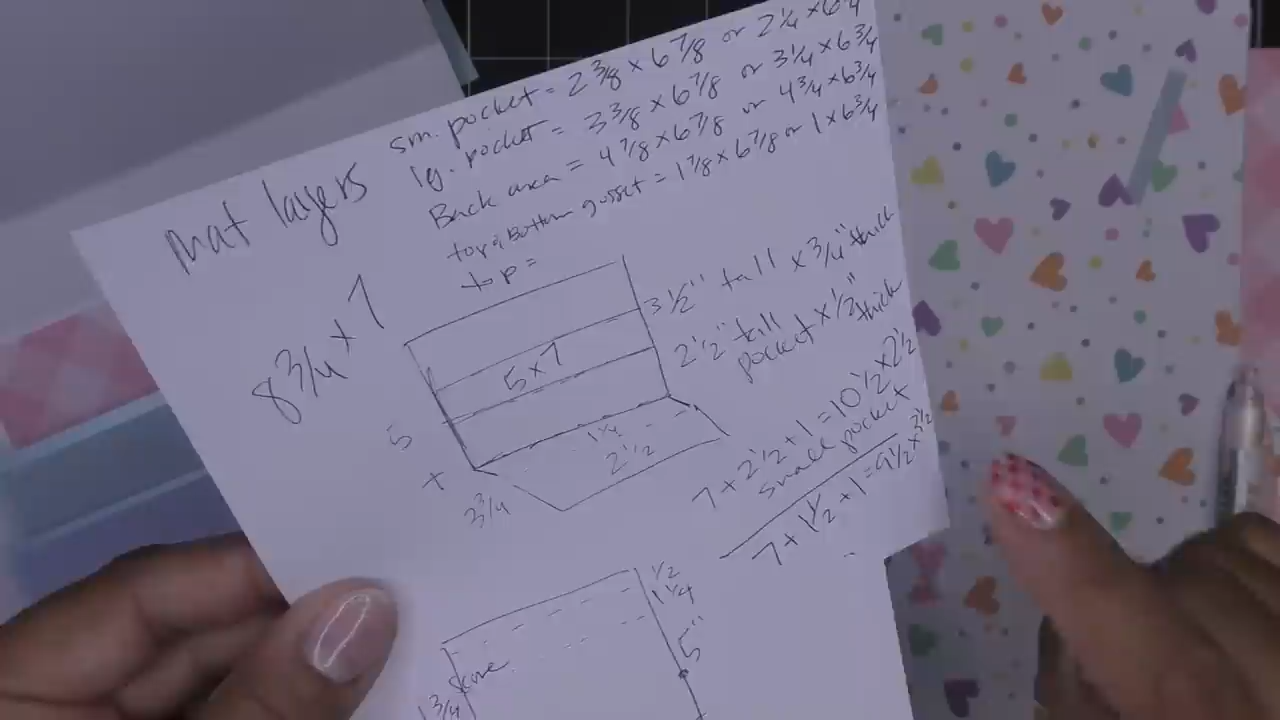 mat layers
sm. pocket = 2 3/8 x 6 7/8 or 2 1/4 x 6 3/4
lg. pocket = 3 3/8 x 6 7/8 or 3 1/4 x 6 3/4
Back area = 4 7/8 x 6 7/8 or 4 3/4 x 6 3/4
top & Bottom gusset = 1 7/8 x 6 7/8 or 1 x 6 3/4
top =
8 3/4 x 7
3 1/2" tall x 3/4" thick
2 1/2" tall
pocket x 1/2" thick
5 x 7
5
+
3 3/4
2 1/2
7 + 2 1/2 + 1 = 10 1/2 x 2 1/2
small pocket
7 + 1 1/2 + 1 = 9 1/2 x 3 1/2
1/2
1 1/4
5"
Score
1 3/4